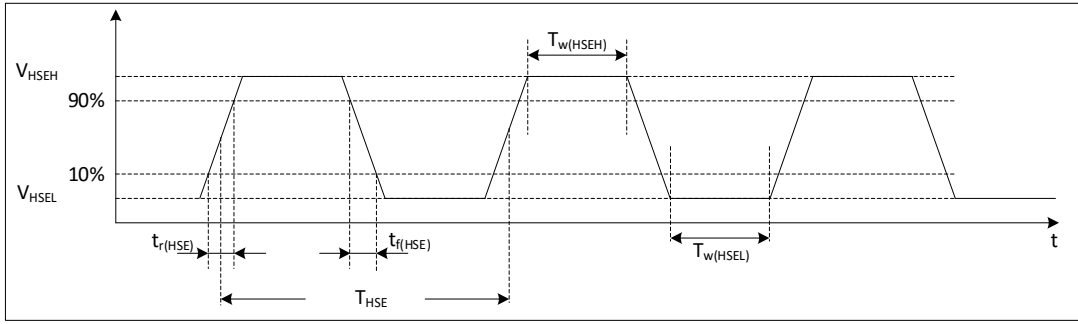 T_w(HSEH)
V_HSEH
90%
10%
V_HSEL
t_r(HSE)
t_f(HSE)
T_w(HSEL)
t
T_HSE